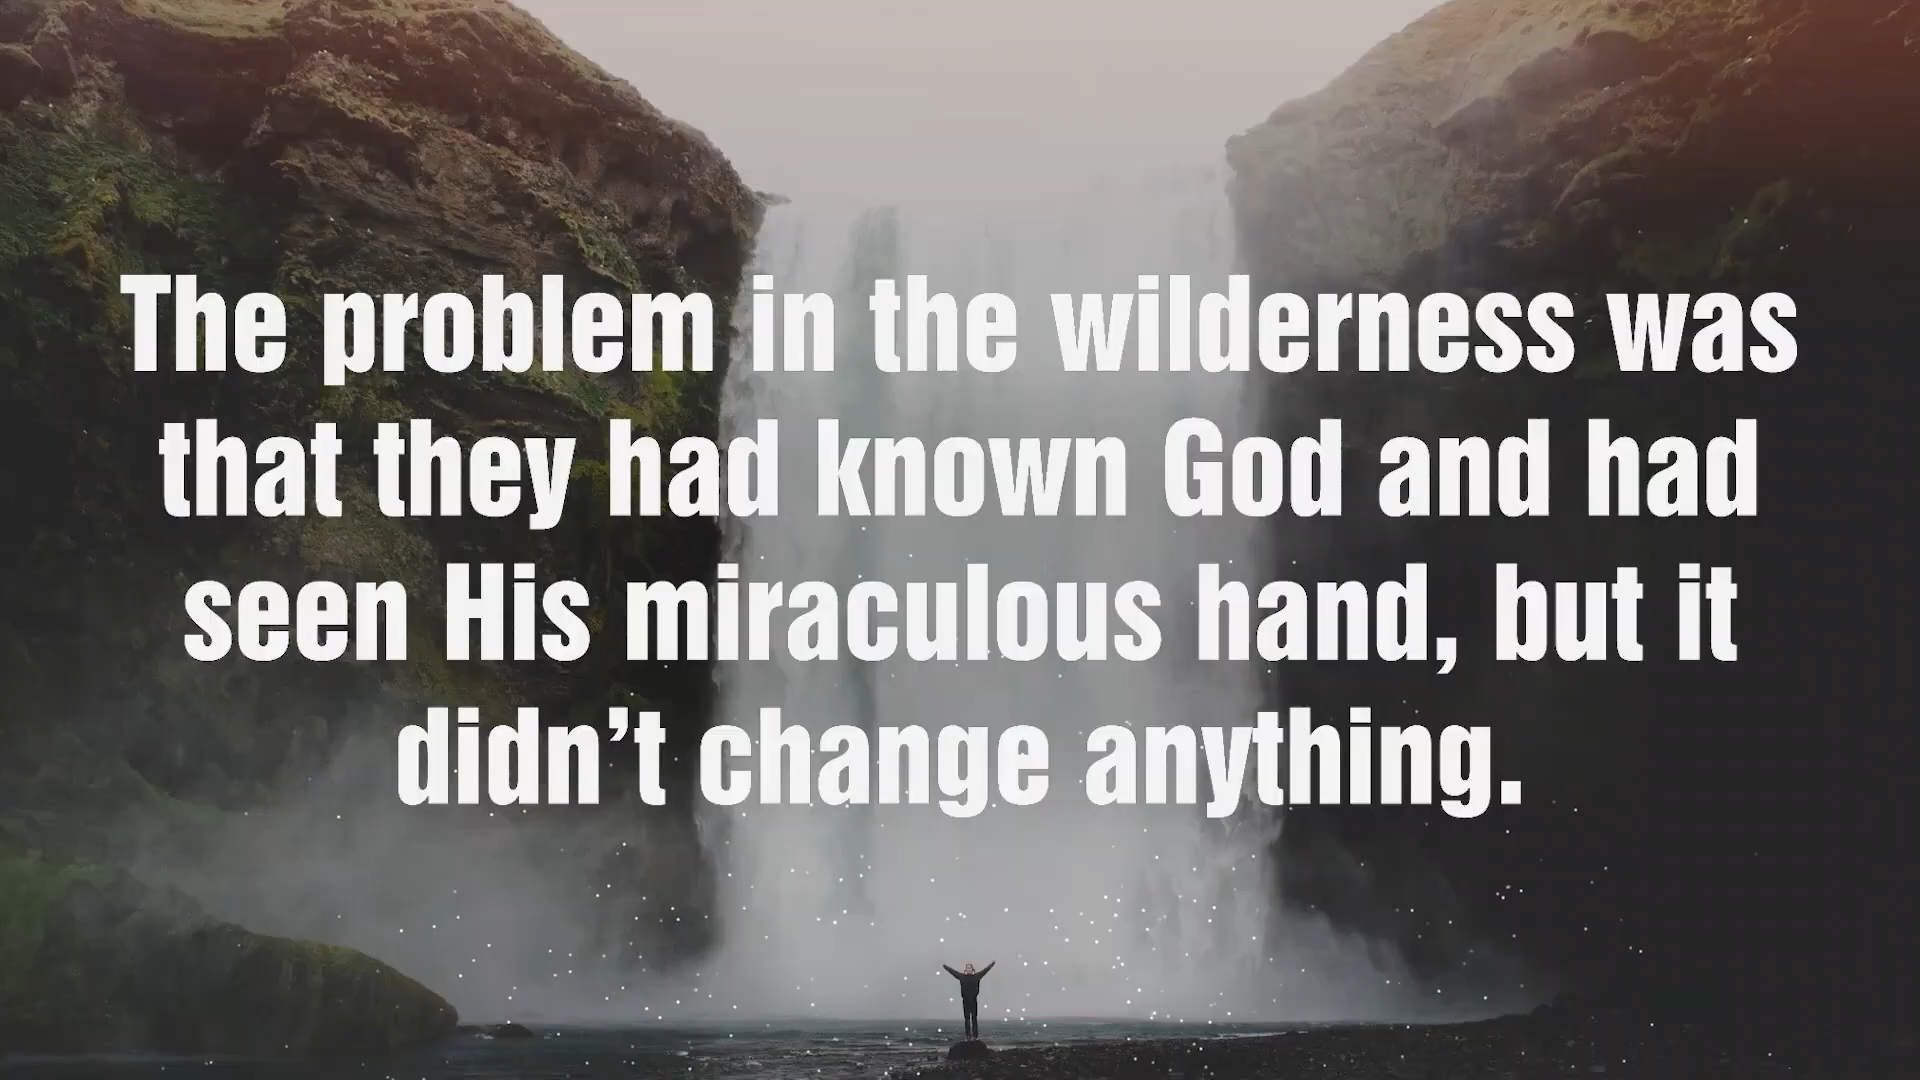 The problem in the wilderness was
that they had known God and had
seen His miraculous hand, but it
didn’t change anything.